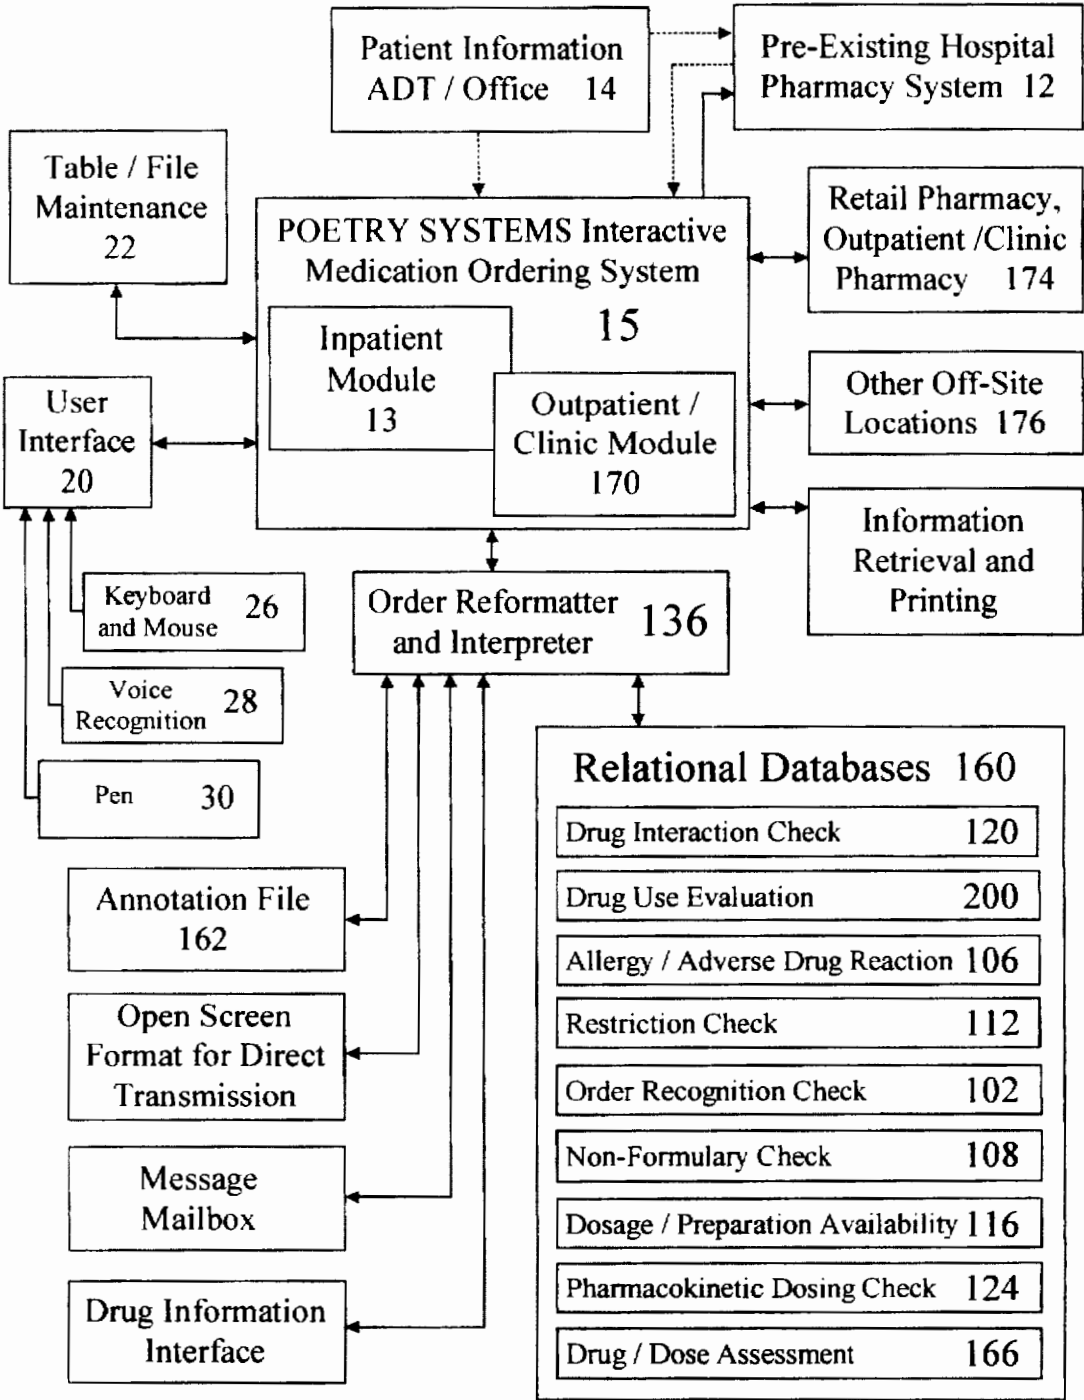 Patient Information
ADT / Office 14
Pre-Existing Hospital
Pharmacy System 12
Table / File
Maintenance
22
POETRY SYSTEMS Interactive
Medication Ordering System
15
Inpatient
Module
13
Outpatient /
Clinic Module
170
Retail Pharmacy,
Outpatient /Clinic
Pharmacy 174
User
Interface
20
Other Off-Site
Locations 176
Information
Retrieval and
Printing
Keyboard
and Mouse 26
Voice
Recognition 28
Pen 30
Order Reformatter
and Interpreter 136
Annotation File
162
Open Screen
Format for Direct
Transmission
Message
Mailbox
Drug Information
Interface
Relational Databases 160
Drug Interaction Check 120
Drug Use Evaluation 200
Allergy / Adverse Drug Reaction 106
Restriction Check 112
Order Recognition Check 102
Non-Formulary Check 108
Dosage / Preparation Availability 116
Pharmacokinetic Dosing Check 124
Drug / Dose Assessment 166